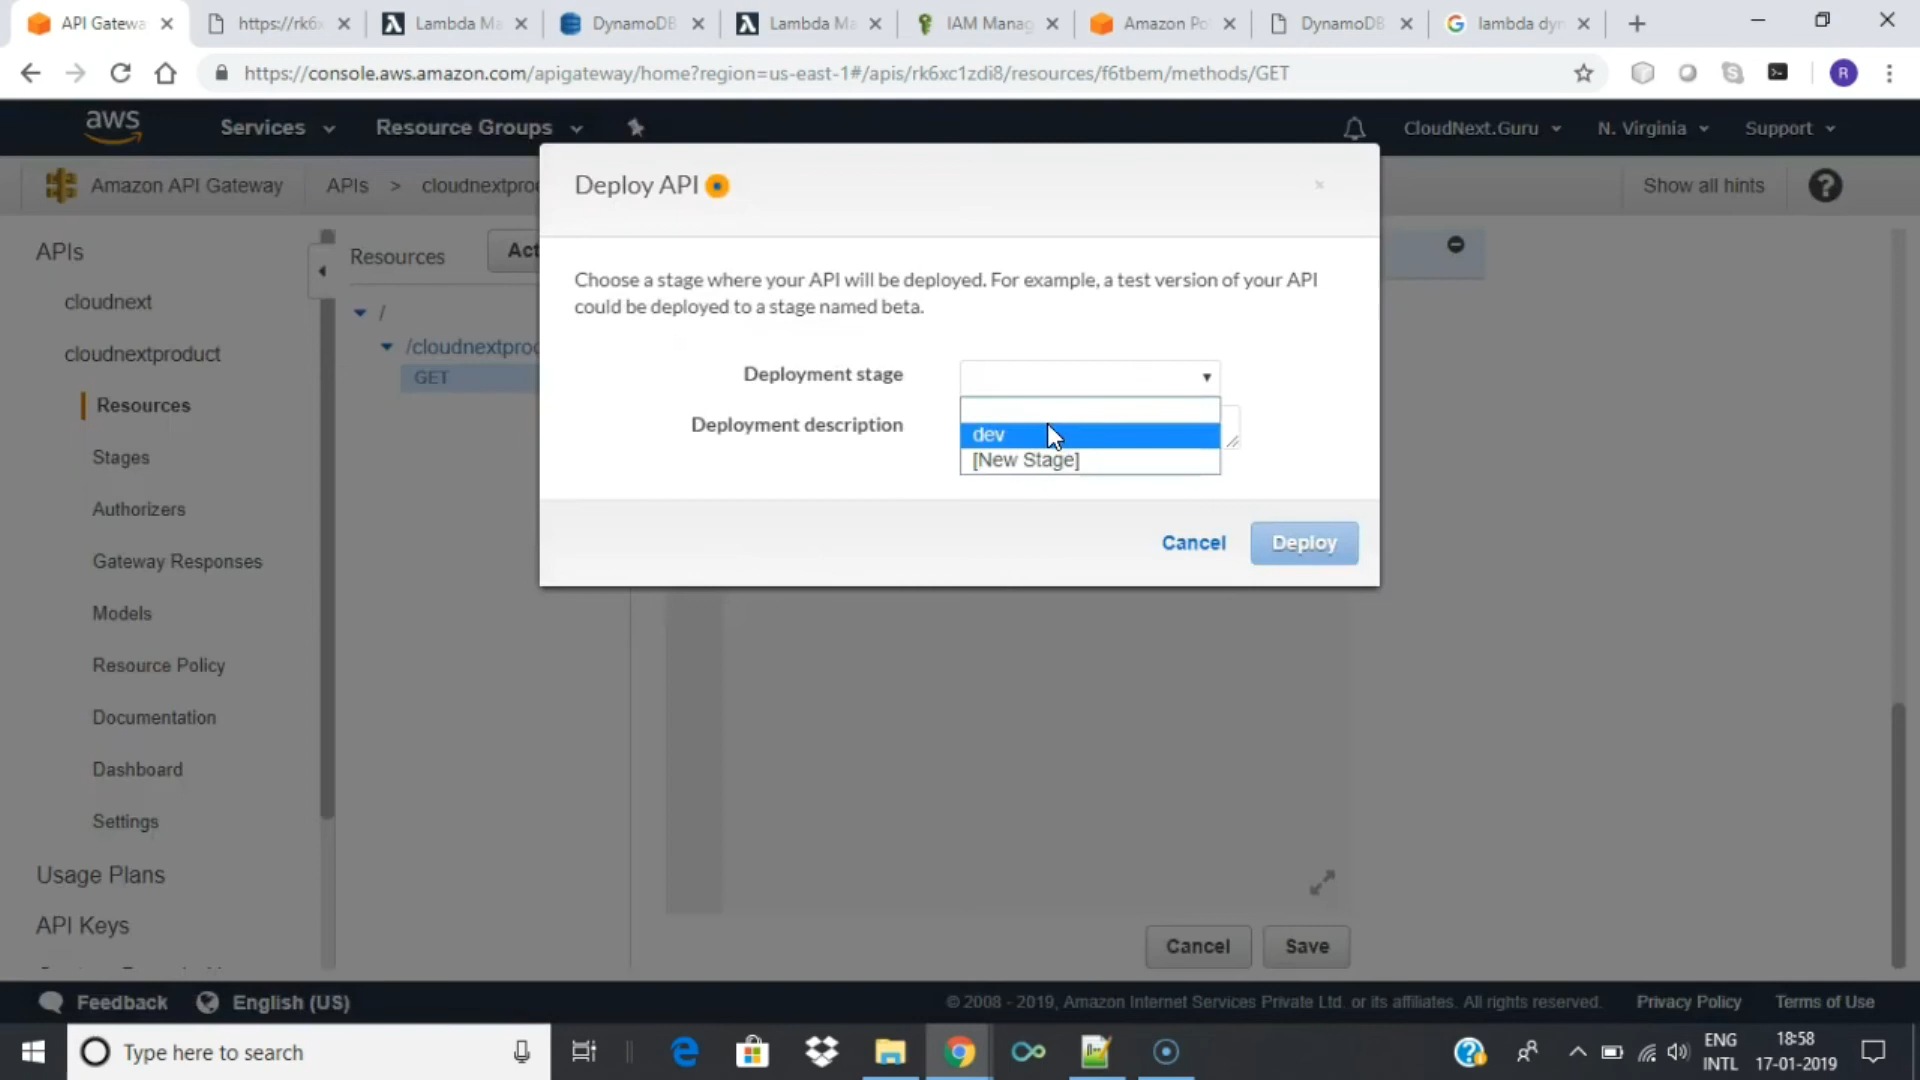 API Gatewa
https://rk6x
Lambda Ma
DynamoDB
Lambda Ma
IAM Manag
Amazon Po
DynamoDB
lambda dyn
https://console.aws.amazon.com/apigateway/home?region=us-east-1#/apis/rk6xc1zdi8/resources/f6tbem/methods/GET
R
aws
Services
Resource Groups
CloudNext.Guru
N. Virginia
Support
Amazon API Gateway
APIs > cloudnextprod
Show all hints
?
Deploy API
Choose a stage where your API will be deployed. For example, a test version of your API
could be deployed to a stage named beta.
Deployment stage
Deployment description
dev
[New Stage]
Cancel
Deploy
APIs
cloudnext
cloudnextproduct
Resources
Stages
Authorizers
Gateway Responses
Models
Resource Policy
Documentation
Dashboard
Settings
Usage Plans
API Keys
Resources
Act
/
/cloudnextprod
GET
Cancel
Save
Feedback
English (US)
© 2008 - 2019, Amazon Internet Services Private Ltd. or its affiliates. All rights reserved.
Privacy Policy
Terms of Use
Type here to search
ENG
INTL
18:58
17-01-2019